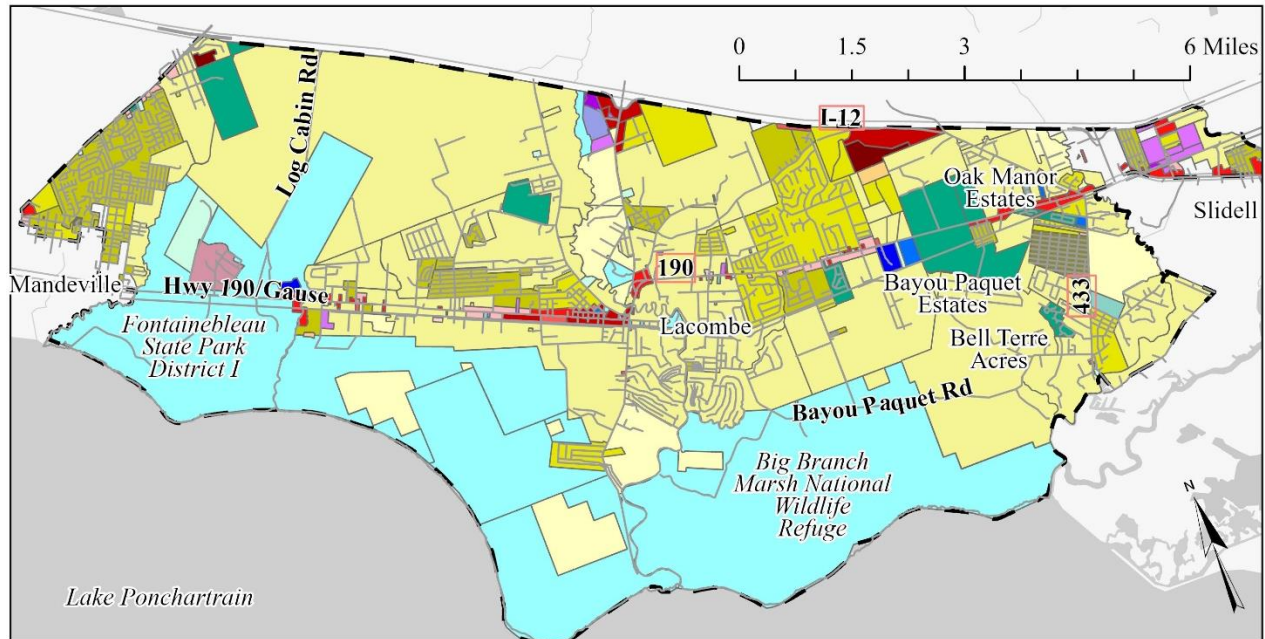 0 1.5 3 6 Miles
I-12
Log Cabin Rd
Oak Manor
Estates
Slidell
190
Mandeville
Hwy 190/Gause
Bayou Paquet
Estates
433
Fontainebleau
State Park
District I
Lacombe
Bell Terre
Acres
Bayou Paquet Rd
Big Branch
Marsh National
Wildlife
Refuge
N
Lake Ponchartrain